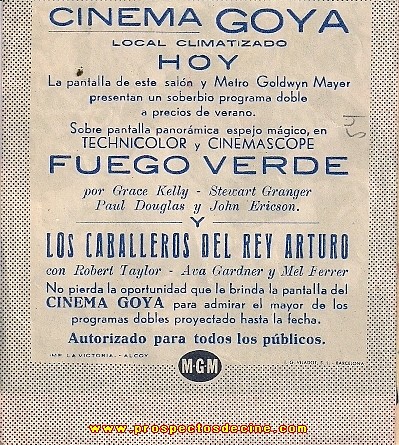 CINEMA GOYA
LOCAL CLIMATIZADO
HOY
La pantalla de este salón y Metro Goldwyn Mayer
presentan un soberbio programa doble
a precios de verano.
Sobre pantalla panorámica espejo mágico, en
TECHNICOLOR y CINEMASCOPE
FUEGO VERDE
por Grace Kelly - Stewart Granger
Paul Douglas y John Ericson.
Y
LOS CABALLEROS DEL REY ARTURO
con Robert Taylor - Ava Gardner y Mel Ferrer
No pierda la oportunidad que le brinda la pantalla del
CINEMA GOYA para admirar el mayor de los
programas dobles proyectado hasta la fecha.
Autorizado para todos los públicos.
IMP. LA VICTORIA. - ALCOY
I. G. VILADOT, S. L. - BARCELONA
M-G-M
www.prospectosdecine.com